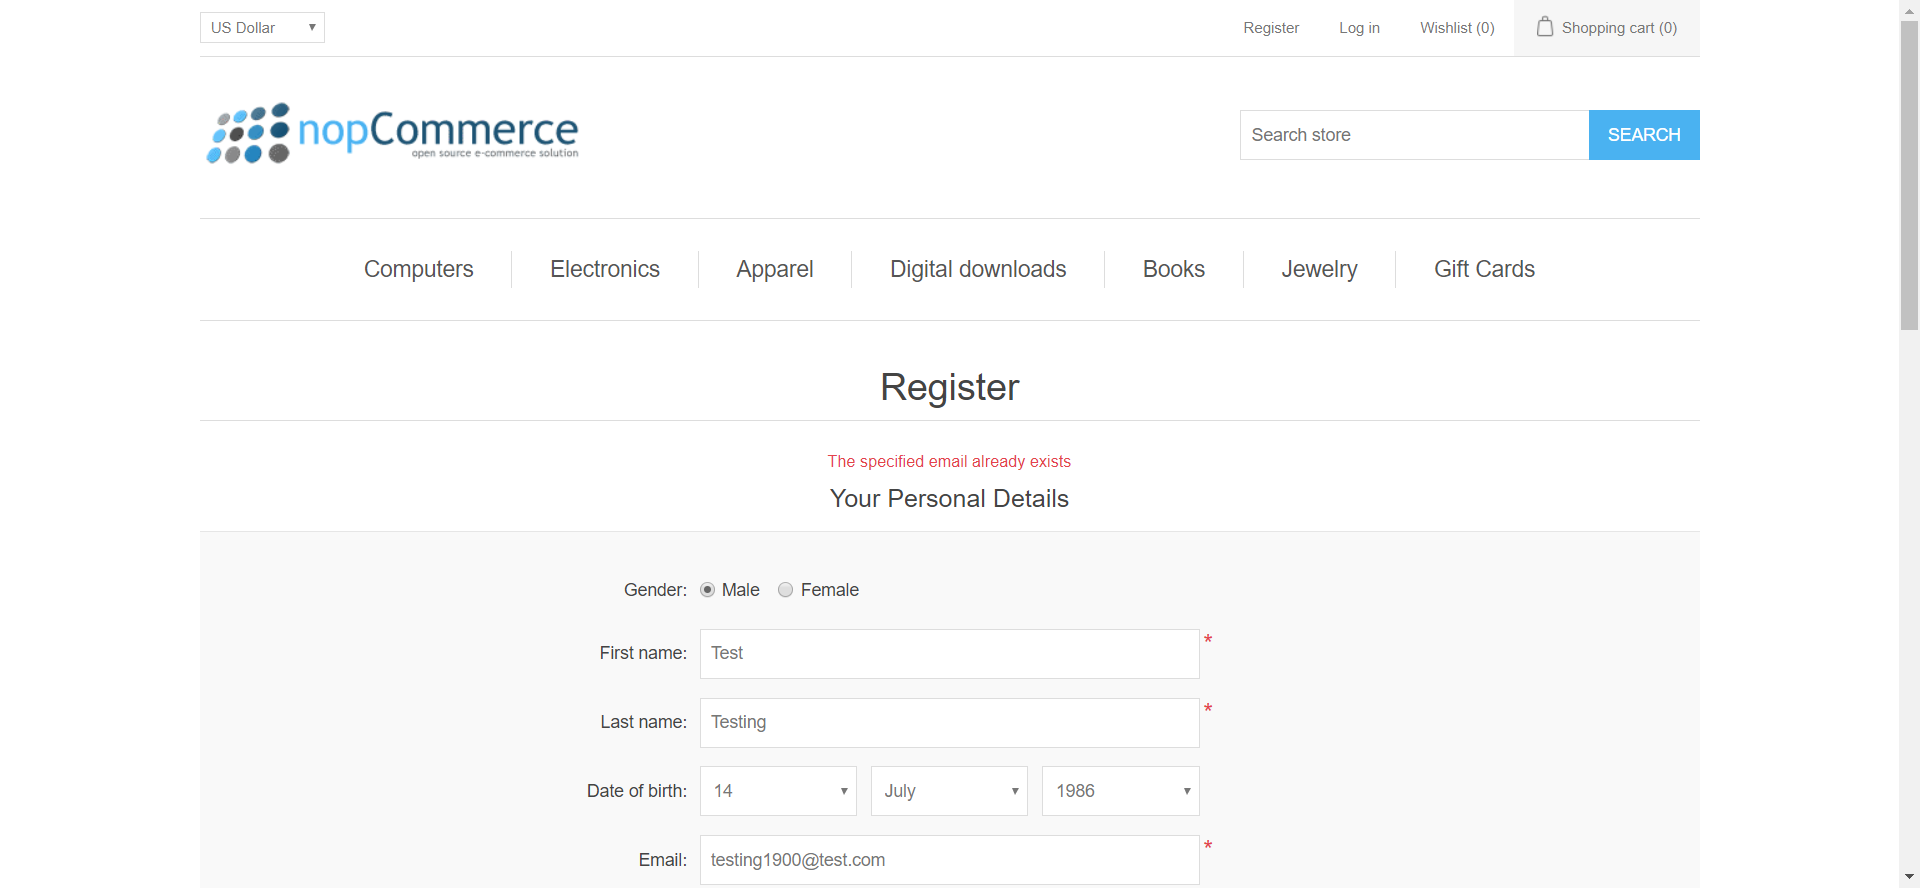 US Dollar
Register Log in Wishlist (0) Shopping cart (0)
nopCommerce
open source e-commerce solution
Search store SEARCH
Computers Electronics Apparel Digital downloads Books Jewelry Gift Cards
Register
The specified email already exists
Your Personal Details
Gender: Male Female
First name: Test *
Last name: Testing *
Date of birth: 14 July 1986
Email: testing1900@test.com *